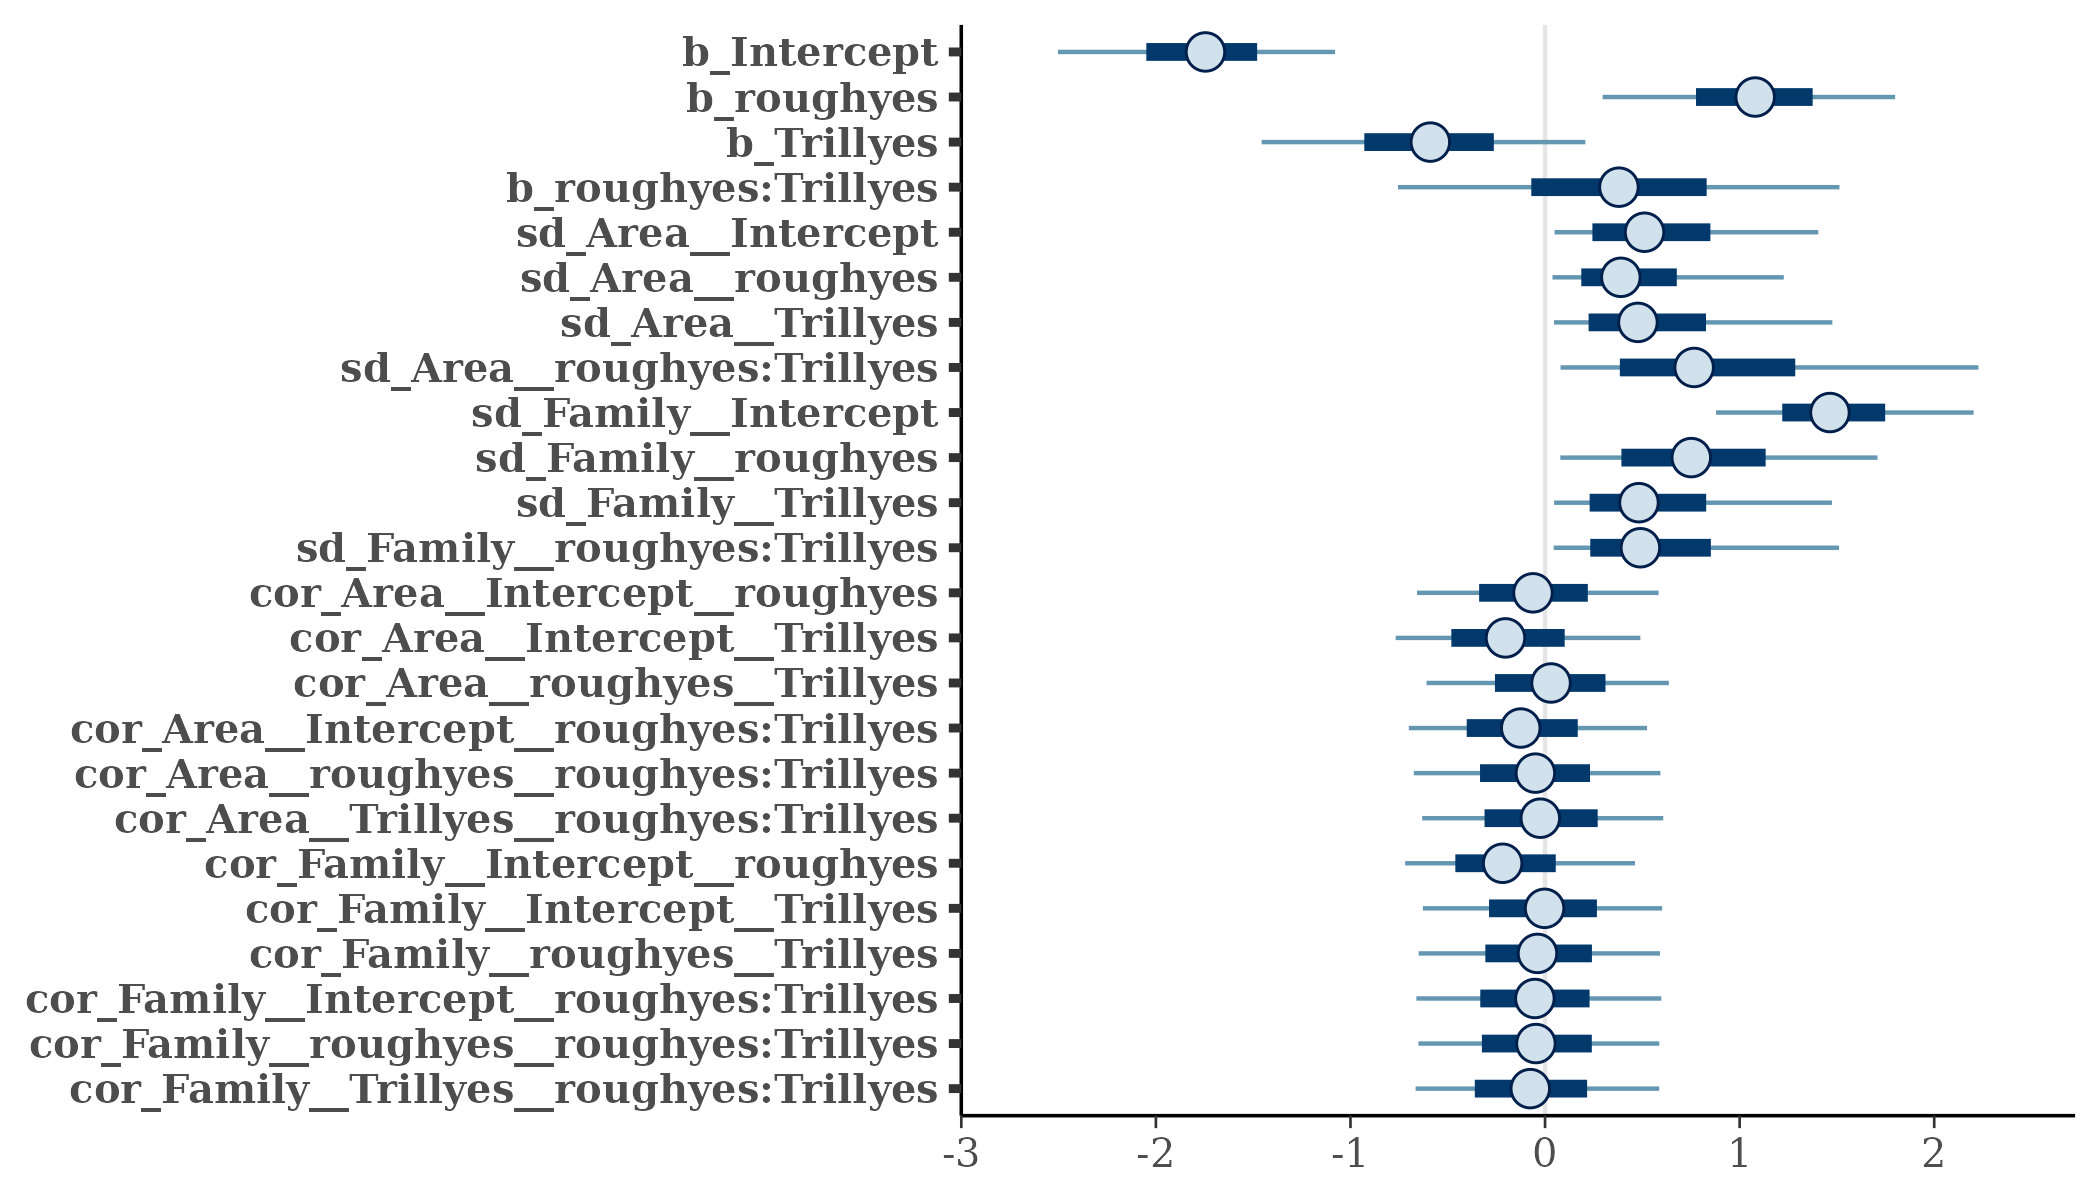 b_Intercept
b_roughyes
b_Trillyes
b_roughyes:Trillyes
sd_Area__Intercept
sd_Area__roughyes
sd_Area__Trillyes
sd_Area__roughyes:Trillyes
sd_Family__Intercept
sd_Family__roughyes
sd_Family__Trillyes
sd_Family__roughyes:Trillyes
cor_Area__Intercept__roughyes
cor_Area__Intercept__Trillyes
cor_Area__roughyes__Trillyes
cor_Area__Intercept__roughyes:Trillyes
cor_Area__roughyes__roughyes:Trillyes
cor_Area__Trillyes__roughyes:Trillyes
cor_Family__Intercept__roughyes
cor_Family__Intercept__Trillyes
cor_Family__roughyes__Trillyes
cor_Family__Intercept__roughyes:Trillyes
cor_Family__roughyes__roughyes:Trillyes
cor_Family__Trillyes__roughyes:Trillyes
-3 -2 -1 0 1 2